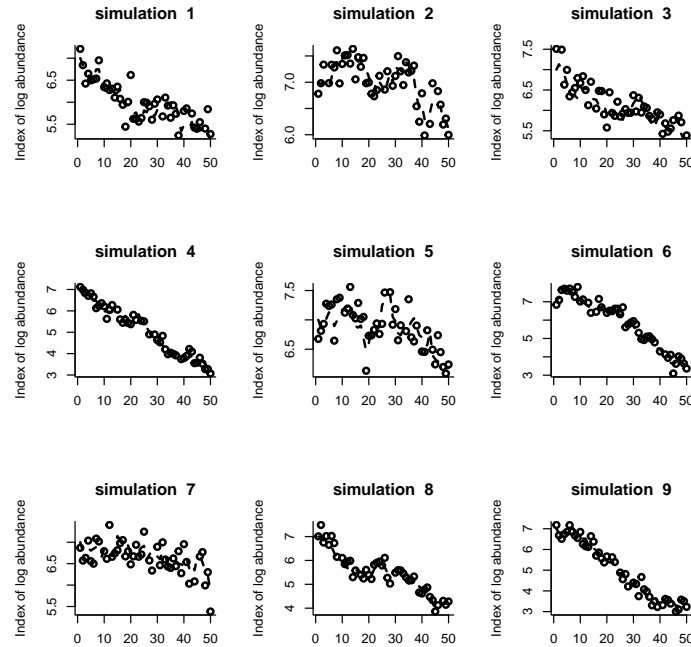 simulation 1
Index of log abundance
6.5
5.5
0 10 20 30 40 50
simulation 2
Index of log abundance
7.0
6.0
0 10 20 30 40 50
simulation 3
Index of log abundance
7.5
6.5
5.5
0 10 20 30 40 50
simulation 4
Index of log abundance
7
6
5
4
3
0 10 20 30 40 50
simulation 5
Index of log abundance
7.5
6.5
0 10 20 30 40 50
simulation 6
Index of log abundance
7
6
5
4
3
0 10 20 30 40 50
simulation 7
Index of log abundance
6.5
5.5
0 10 20 30 40 50
simulation 8
Index of log abundance
7
6
5
4
0 10 20 30 40 50
simulation 9
Index of log abundance
7
6
5
4
3
0 10 20 30 40 50